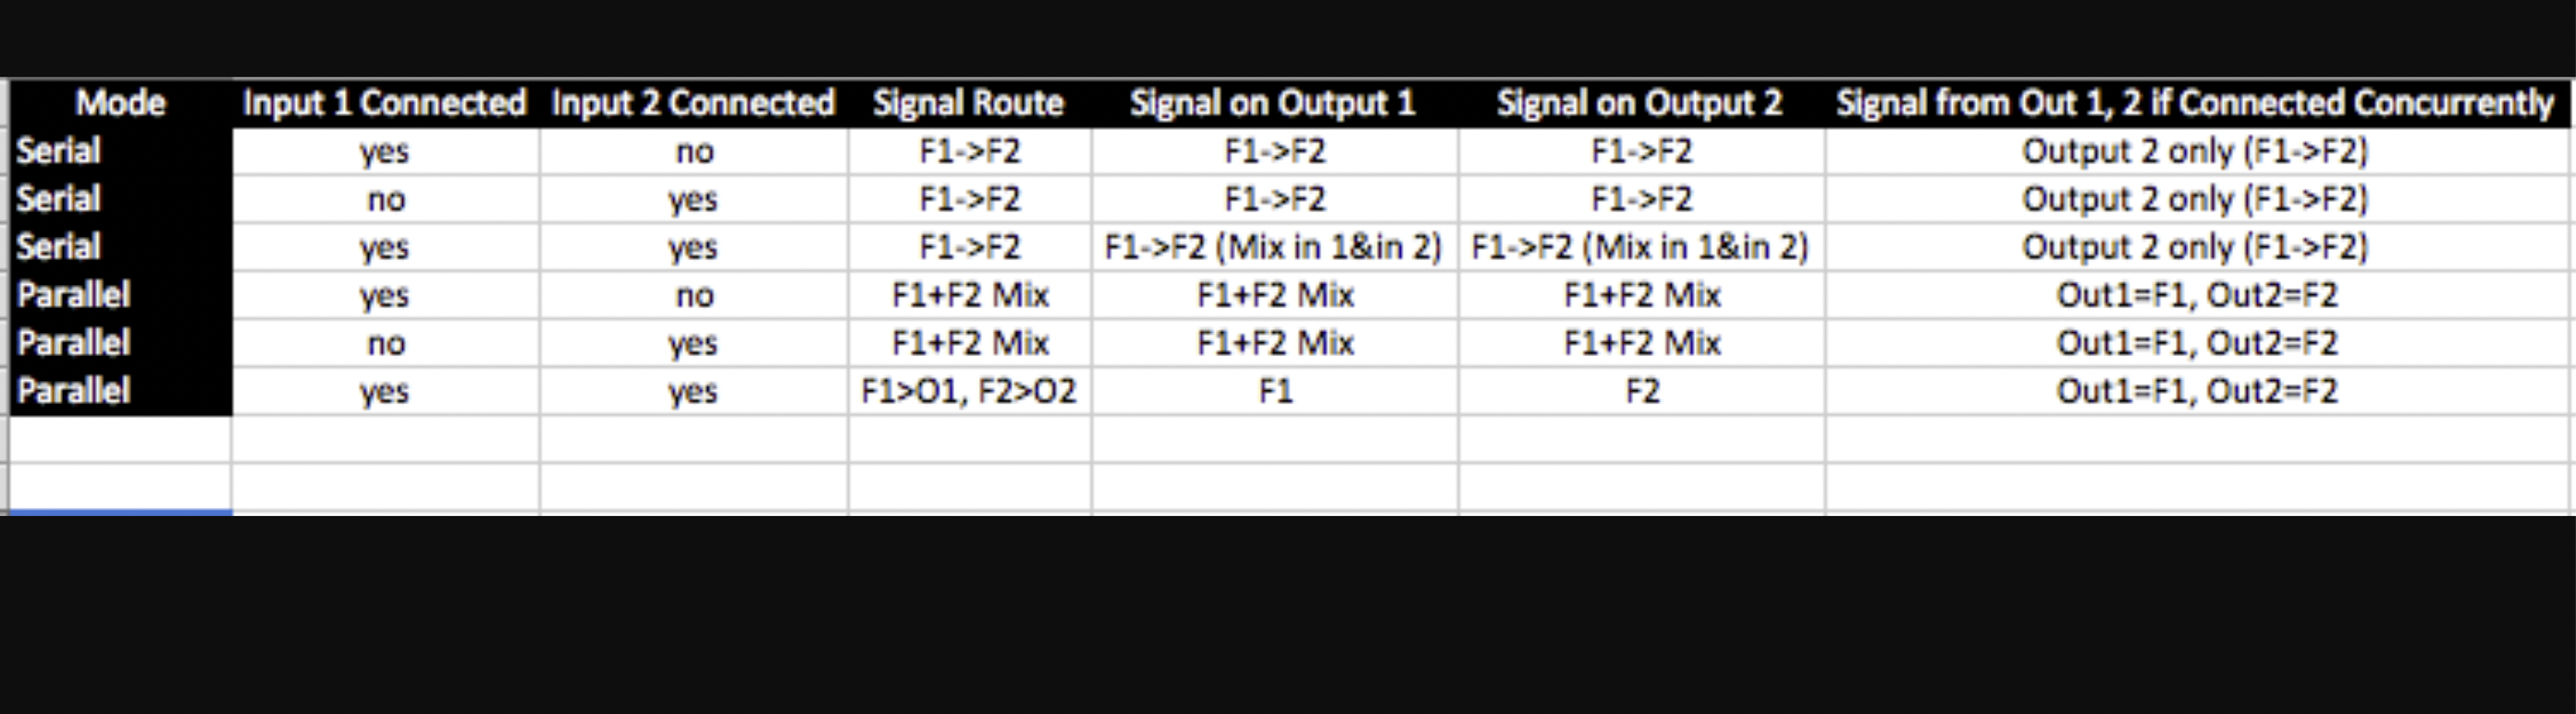 Mode Input 1 Connected Input 2 Connected Signal Route Signal on Output 1 Signal on Output 2 Signal from Out 1, 2 if Connected Concurrently
Serial yes no F1->F2 F1->F2 F1->F2 Output 2 only (F1->F2)
Serial no yes F1->F2 F1->F2 F1->F2 Output 2 only (F1->F2)
Serial yes yes F1->F2 F1->F2 (Mix in 1&in 2) F1->F2 (Mix in 1&in 2) Output 2 only (F1->F2)
Parallel yes no F1+F2 Mix F1+F2 Mix F1+F2 Mix Out1=F1, Out2=F2
Parallel no yes F1+F2 Mix F1+F2 Mix F1+F2 Mix Out1=F1, Out2=F2
Parallel yes yes F1>O1, F2>O2 F1 F2 Out1=F1, Out2=F2